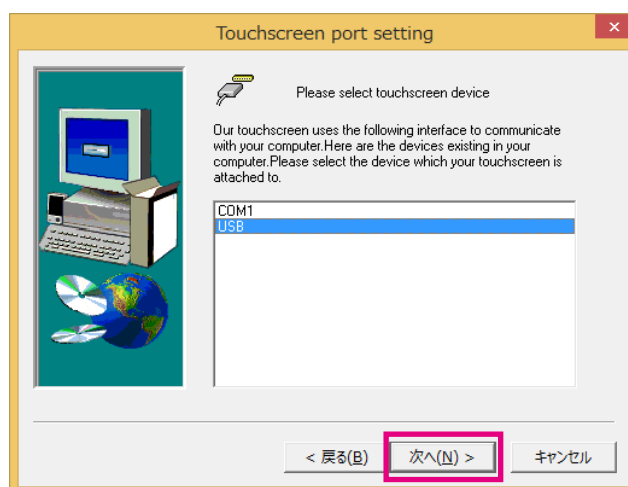 Touchscreen port setting
Please select touchscreen device
Our touchscreen uses the following interface to communicate
with your computer.Here are the devices existing in your
computer.Please select the device which your touchscreen is
attached to.
COM1
USB
< 戻る(B) 次へ(N) > キャンセル